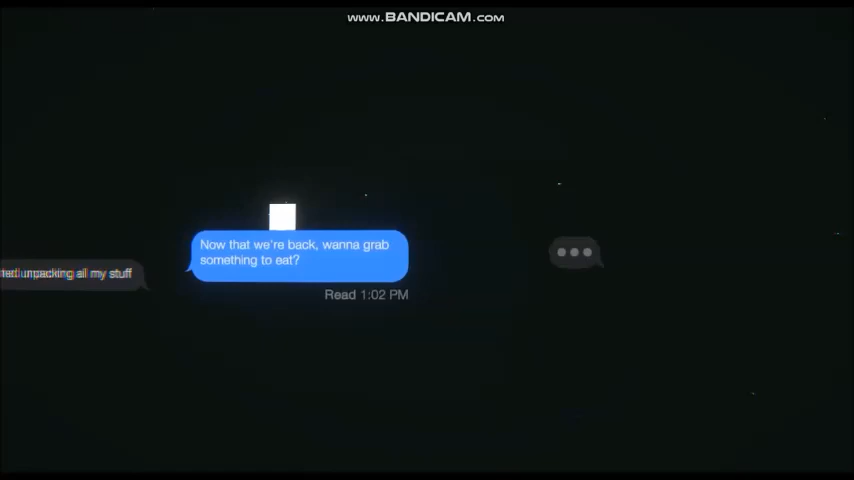 www.BANDICAM.com
Now that we're back, wanna grab
something to eat?
unpacking all my stuff
Read 1:02 PM